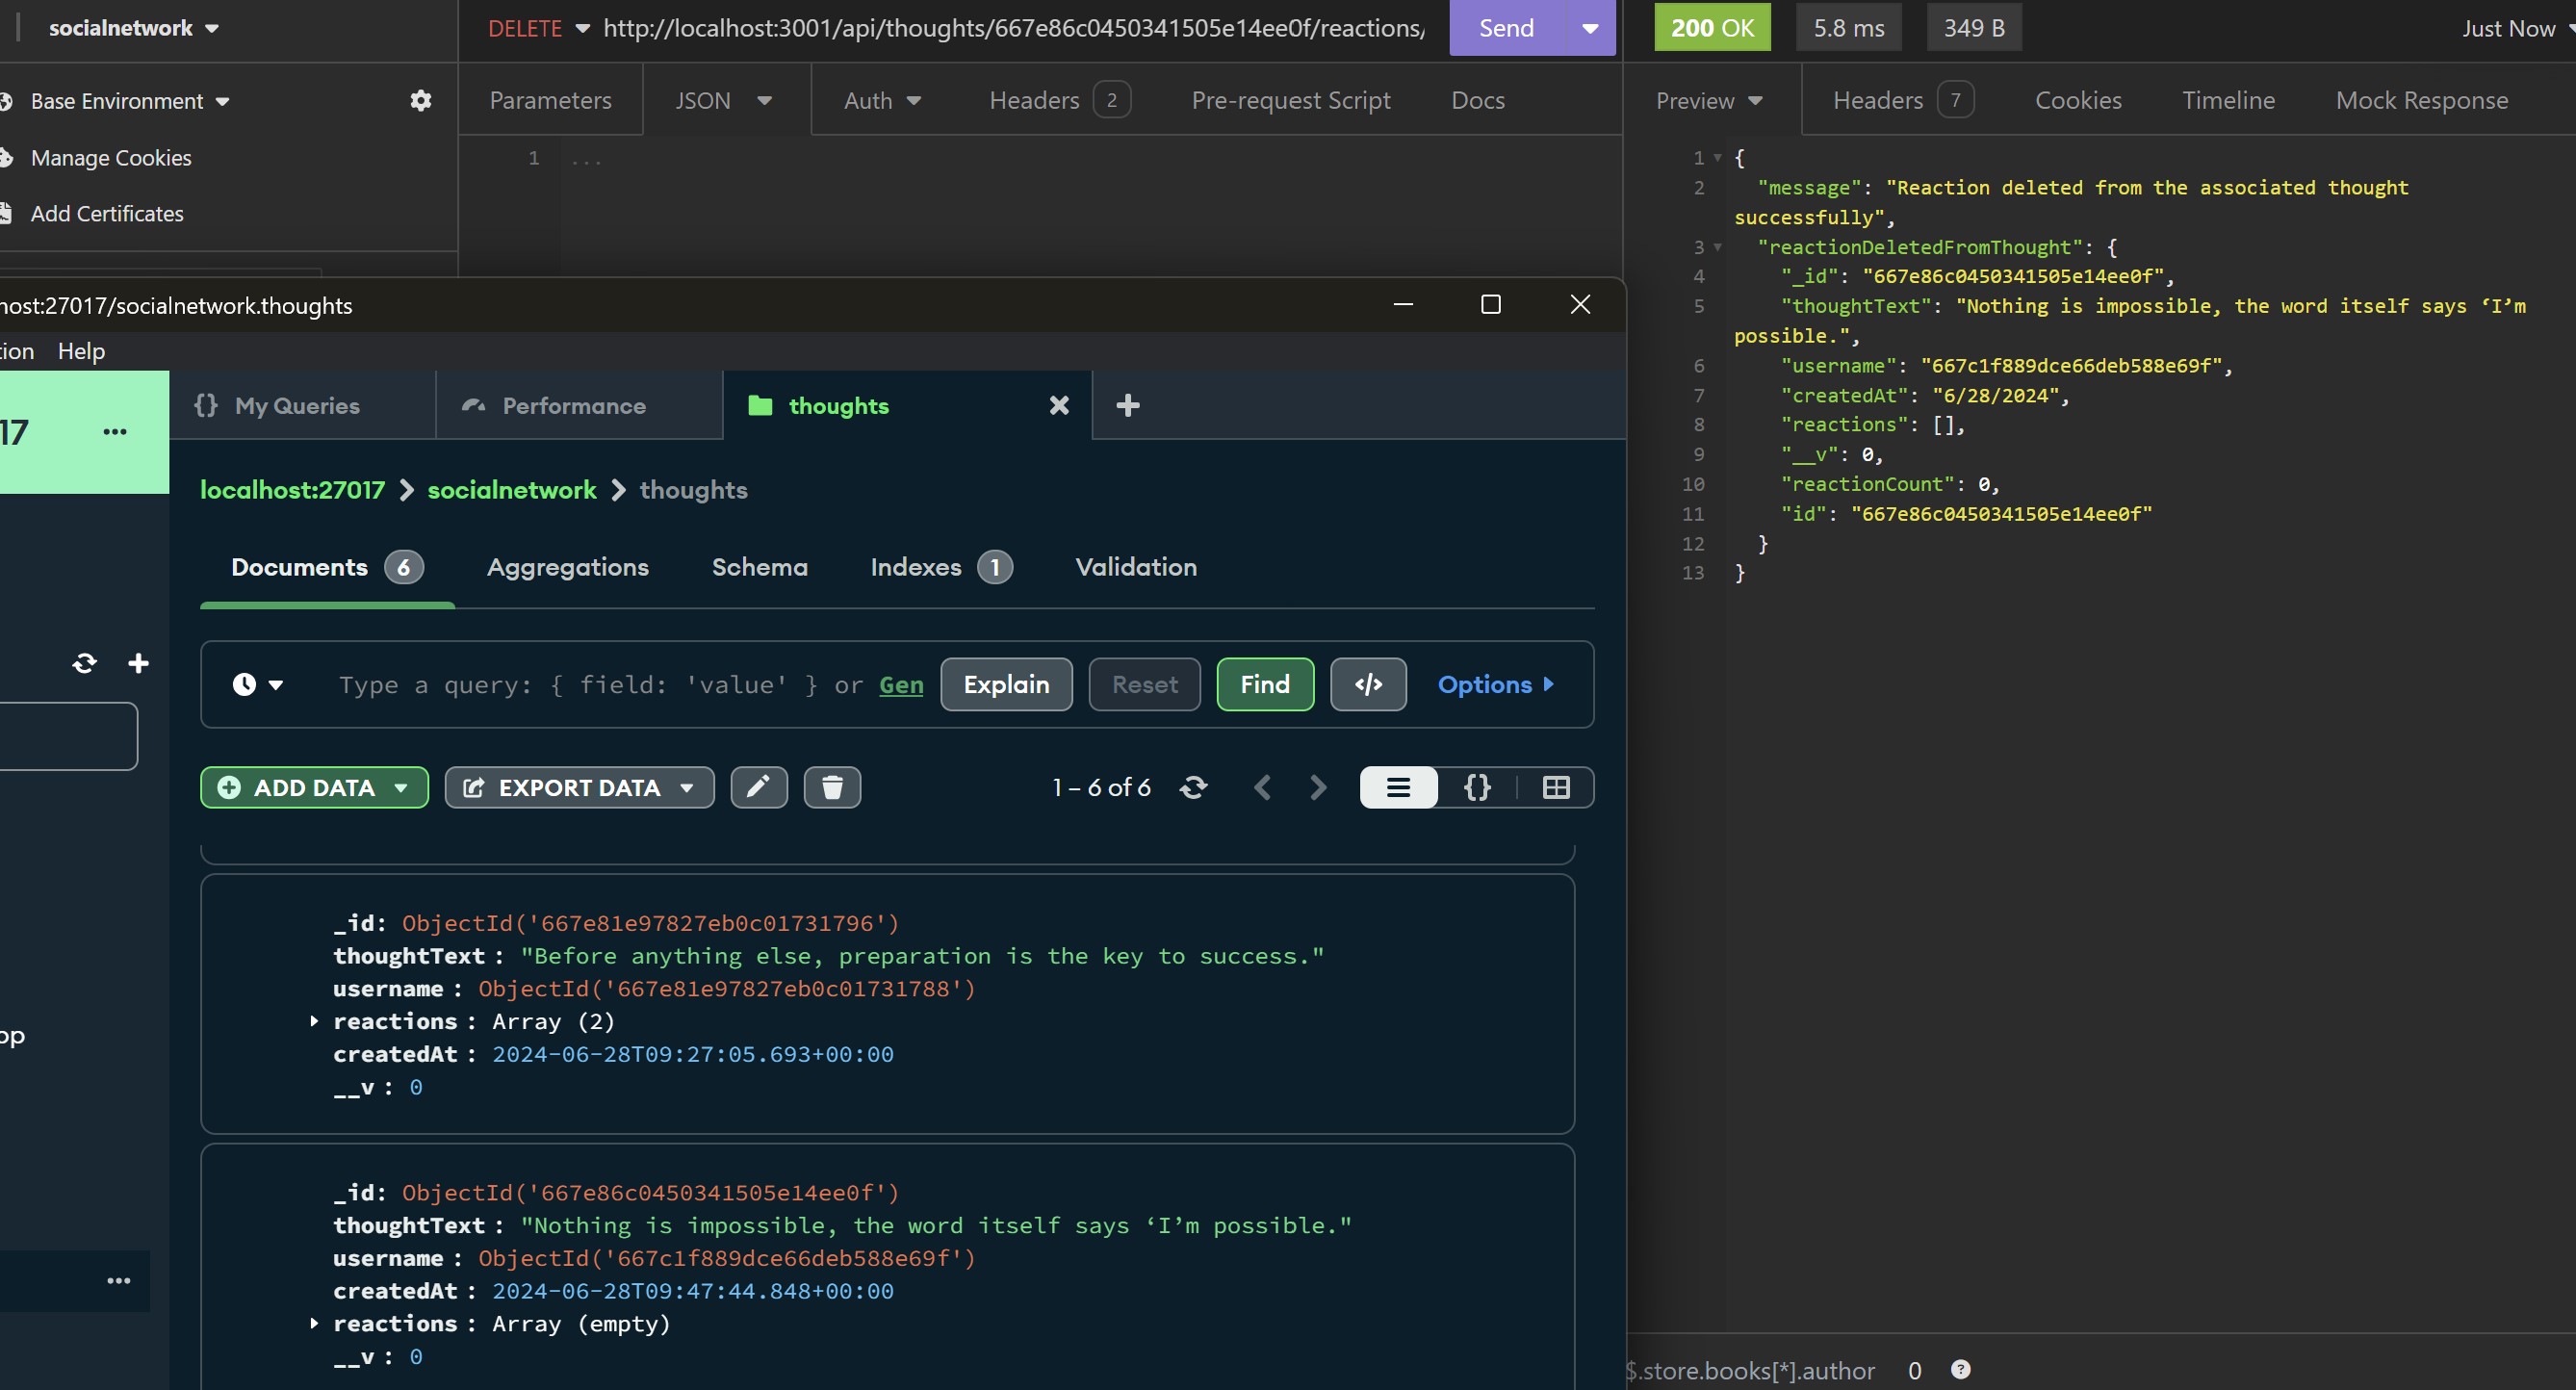 socialnetwork
DELETE http://localhost:3001/api/thoughts/667e86c0450341505e14ee0f/reactions/
Send
200 OK
5.8 ms
349 B
Just Now
Base Environment
Manage Cookies
Add Certificates
Parameters
JSON
Auth
Headers 2
Pre-request Script
Docs
1 ...
Preview
Headers 7
Cookies
Timeline
Mock Response
1 {
2 "message": "Reaction deleted from the associated thought
successfully",
3 "reactionDeletedFromThought": {
4 "_id": "667e86c0450341505e14ee0f",
5 "thoughtText": "Nothing is impossible, the word itself says ‘I’m
possible.",
6 "username": "667c1f889dce66deb588e69f",
7 "createdAt": "6/28/2024",
8 "reactions": [],
9 "__v": 0,
10 "reactionCount": 0,
11 "id": "667e86c0450341505e14ee0f"
12 }
13 }
host:27017/socialnetwork.thoughts
tion Help
17
My Queries
Performance
thoughts
localhost:27017 > socialnetwork > thoughts
Documents 6
Aggregations
Schema
Indexes 1
Validation
Type a query: { field: 'value' } or Gen
Explain
Reset
Find
</>
Options
ADD DATA
EXPORT DATA
1 – 6 of 6
{}
_id: ObjectId('667e81e97827eb0c01731796')
thoughtText : "Before anything else, preparation is the key to success."
username : ObjectId('667e81e97827eb0c01731788')
reactions : Array (2)
createdAt : 2024-06-28T09:27:05.693+00:00
__v : 0
op
_id: ObjectId('667e86c0450341505e14ee0f')
thoughtText : "Nothing is impossible, the word itself says ‘I’m possible."
username : ObjectId('667c1f889dce66deb588e69f')
createdAt : 2024-06-28T09:47:44.848+00:00
reactions : Array (empty)
__v : 0
$.store.books[*].author 0